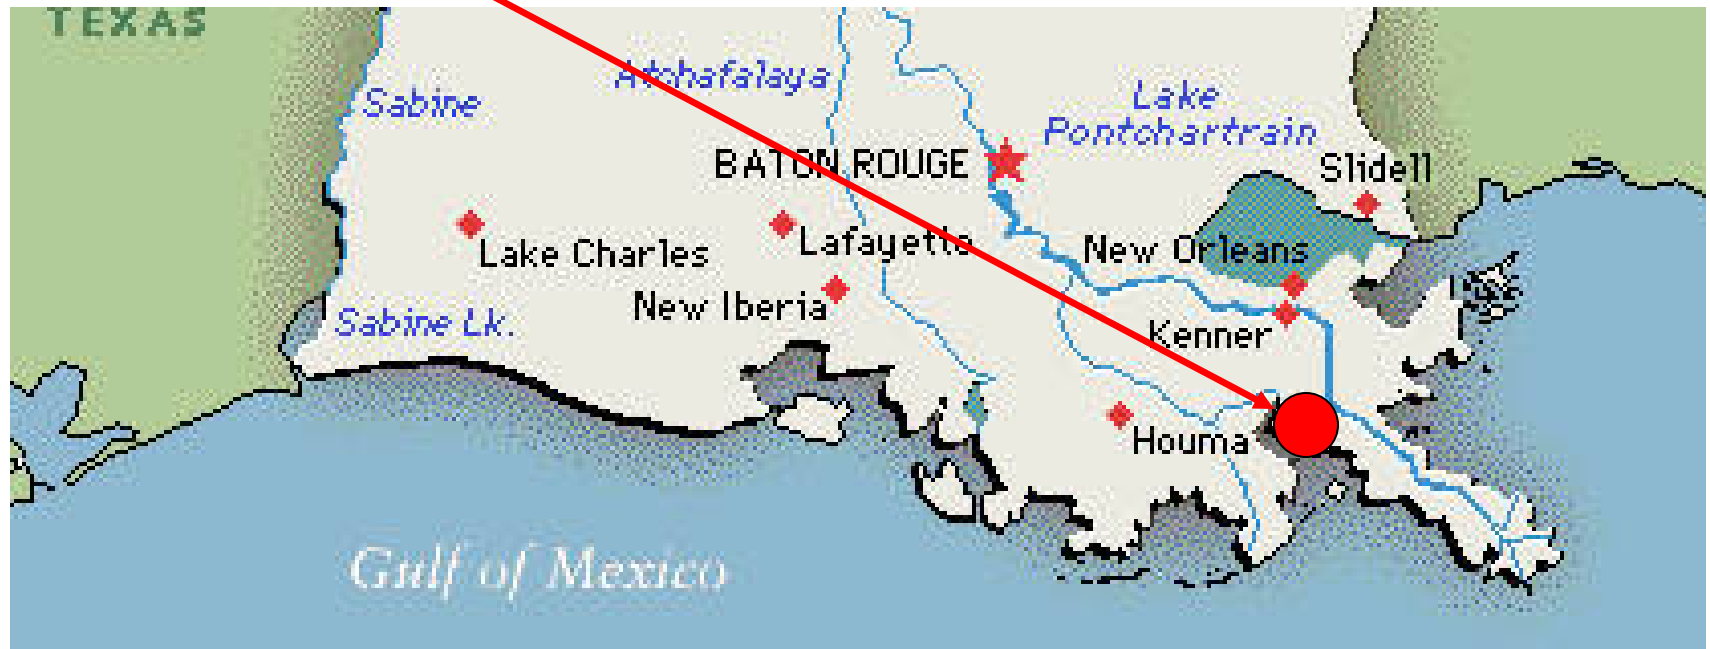 TEXAS
Atchafalaya
Sabine
Lake
Pontchartrain
BATON ROUGE
Slidell
Lake Charles
Lafayette
New Orleans
New Iberia
Sabine Lk.
Kenner
Houma
Gulf of Mexico